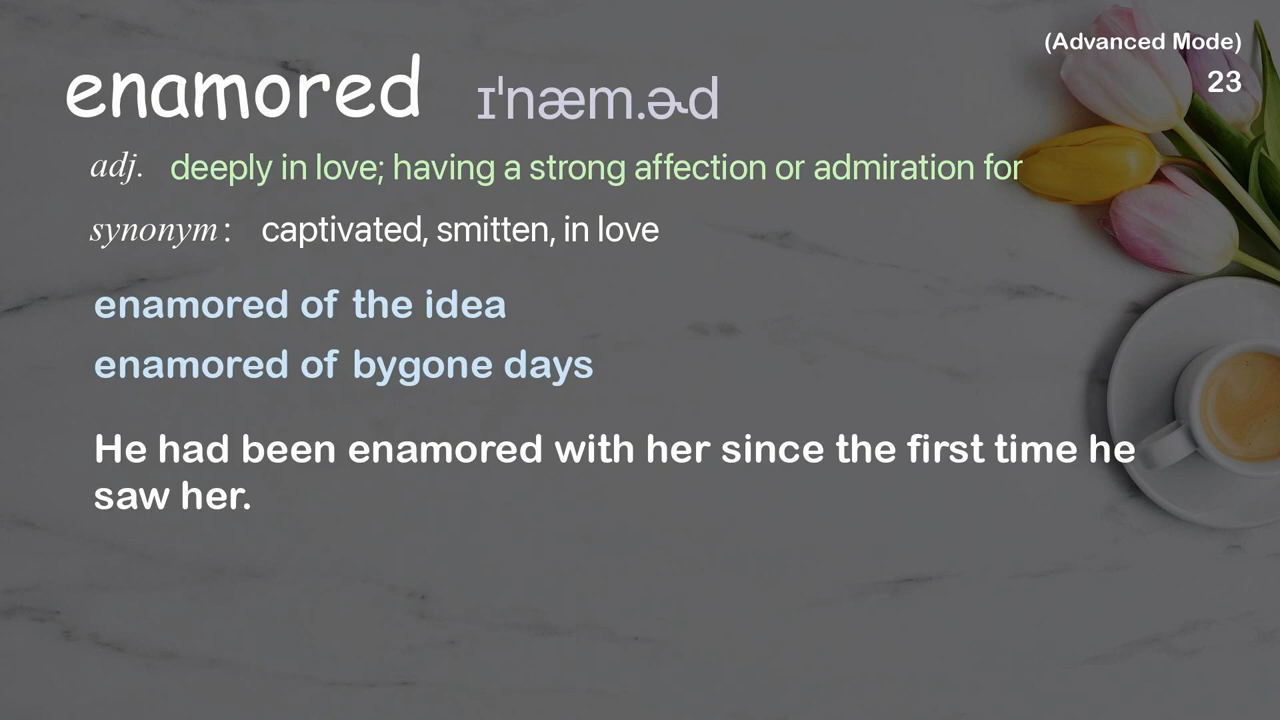 (Advanced Mode)
23
enamored ɪˈnæm.ɚd
adj. deeply in love; having a strong affection or admiration for
synonym: captivated, smitten, in love
enamored of the idea
enamored of bygone days
He had been enamored with her since the first time he
saw her.